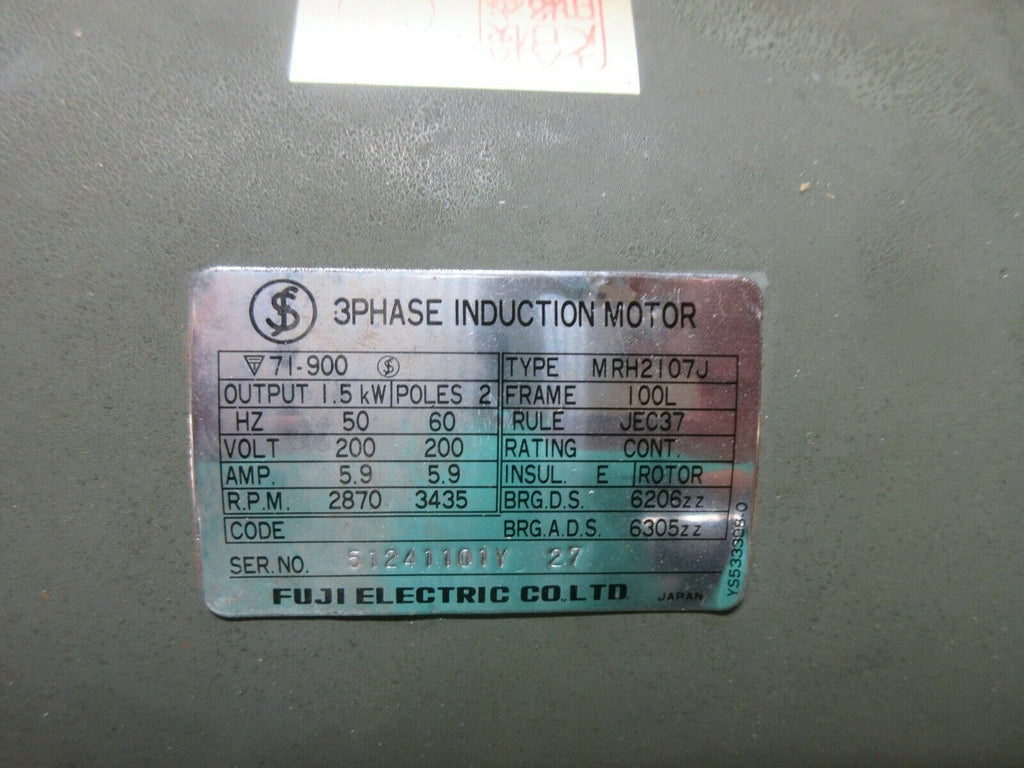 3PHASE INDUCTION MOTOR
71-900 TYPE MRH2107J
OUTPUT 1.5 kW POLES 2 FRAME 100L
HZ 50 60 RULE JEC37
VOLT 200 200 RATING CONT.
AMP. 5.9 5.9 INSUL. E ROTOR
R.P.M. 2870 3435 BRG.D.S. 6206zz
CODE BRG.A.D.S. 6305zz
SER.NO. 51241101Y 27
FUJI ELECTRIC CO.,LTD. JAPAN